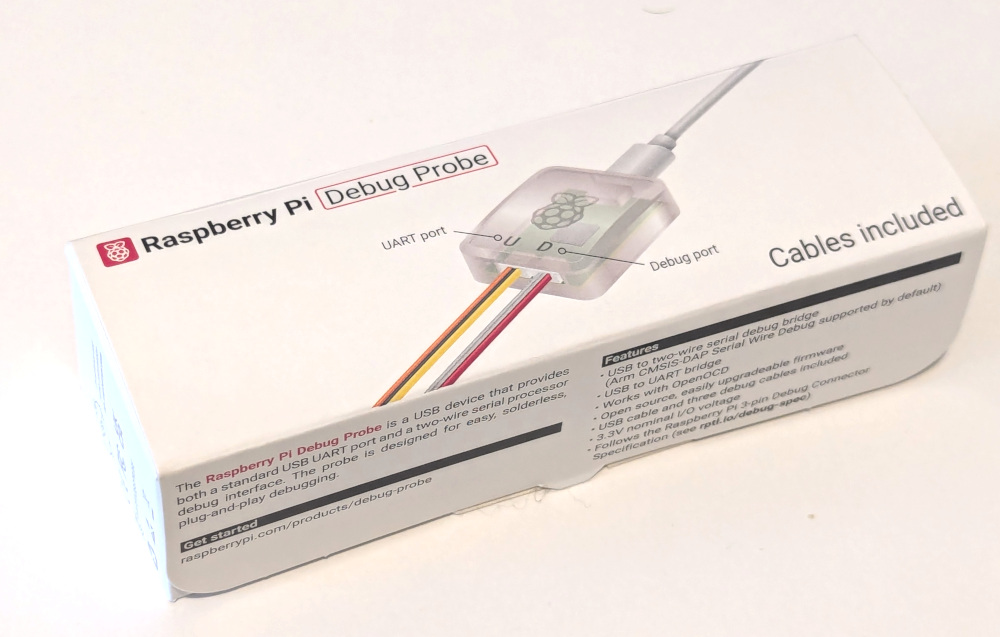 Raspberry Pi Debug Probe
UART port
U D
Debug port
Cables included
The Raspberry Pi Debug Probe is a USB device that provides
both a standard USB UART port and a two-wire serial processor
debug interface. The probe is designed for easy, solderless,
plug-and-play debugging.
Get started
raspberrypi.com/products/debug-probe
Features
• USB to two-wire serial debug bridge
(Arm CMSIS-DAP Serial Wire Debug supported by default)
• USB to UART bridge
• Works with OpenOCD
• Open source, easily upgradeable firmware
• USB cable and three debug cables included
• 3.3V nominal I/O voltage
• Follows the Raspberry Pi 3-pin Debug Connector
Specification (see rptl.io/debug-spec)